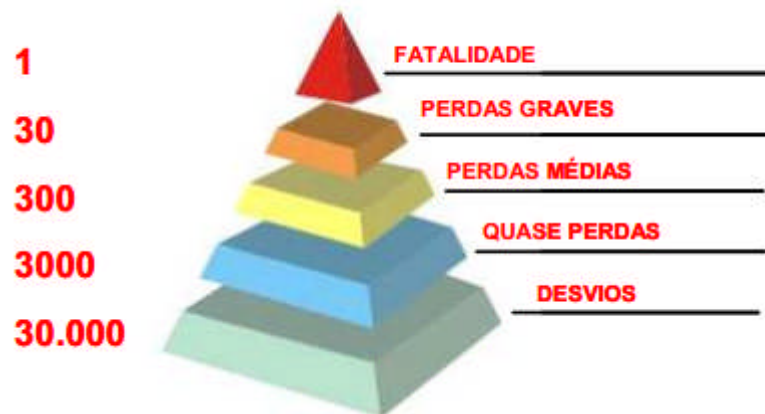 1
FATALIDADE
30
PERDAS GRAVES
300
PERDAS MÉDIAS
3000
QUASE PERDAS
30.000
DESVIOS